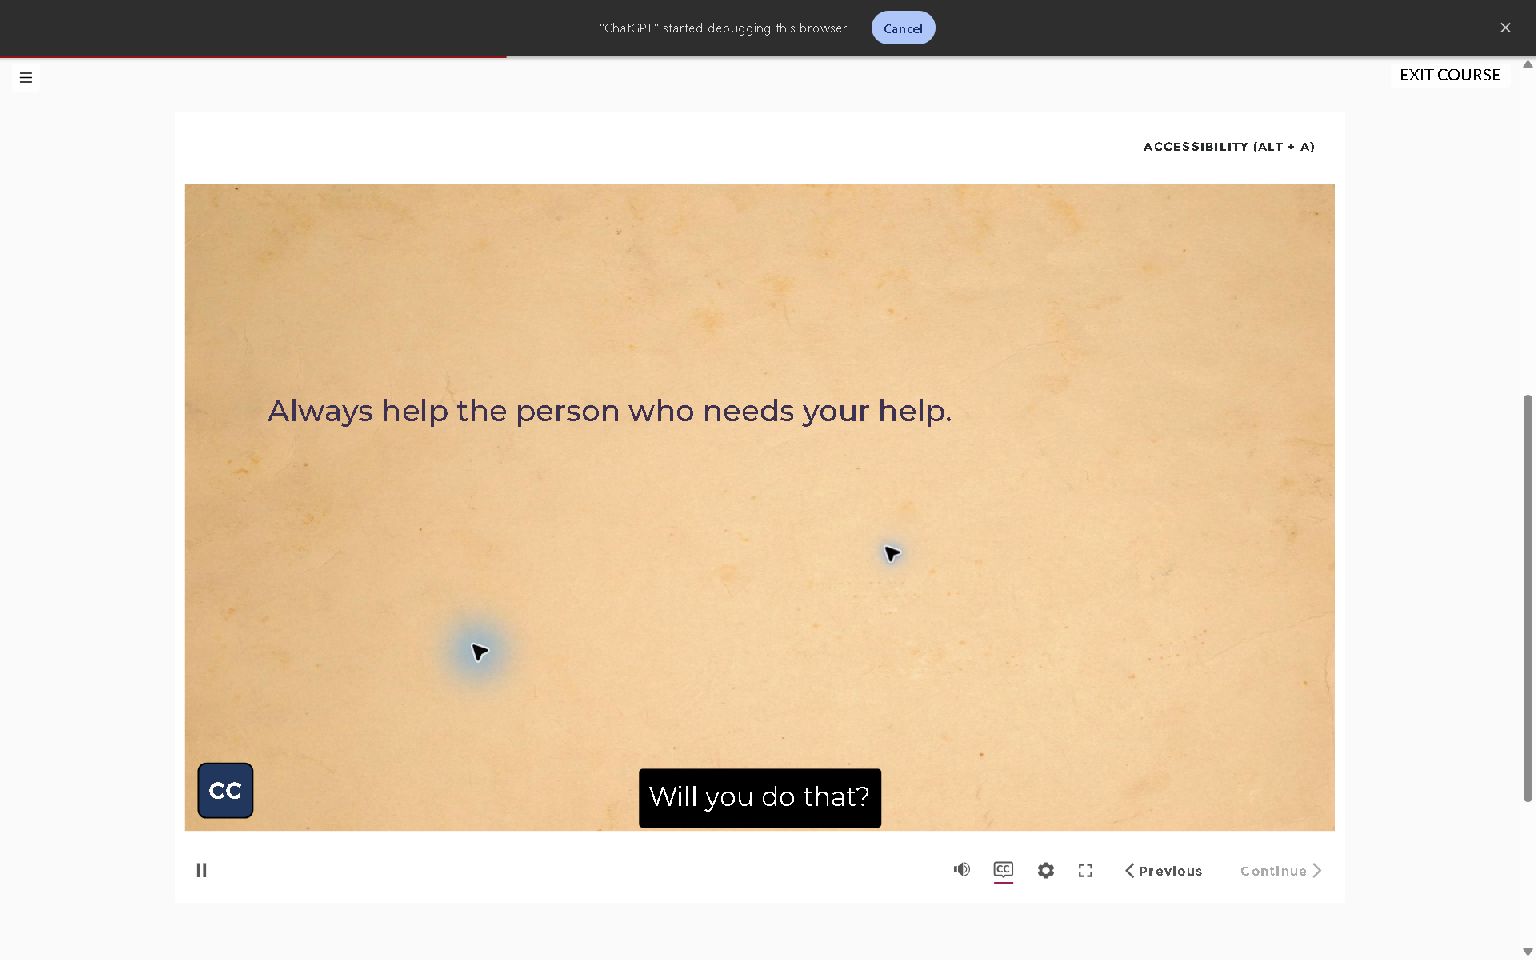 "ChatGPT" started debugging this browser
Cancel
EXIT COURSE
ACCESSIBILITY (ALT + A)
Always help the person who needs your help.
CC
Will you do that?
CC
Previous
Continue